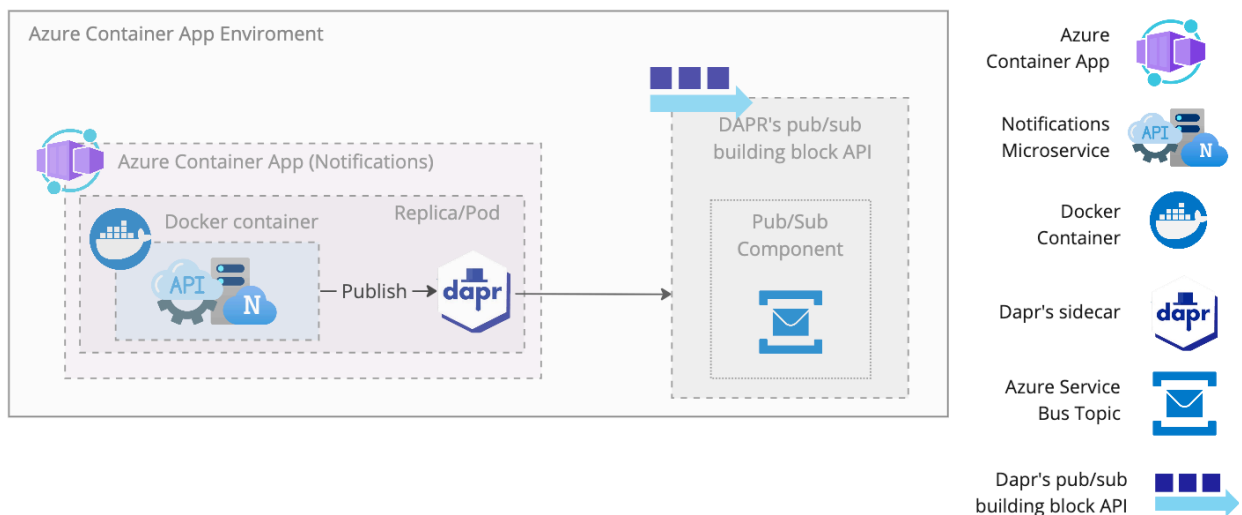 Azure Container App Enviroment
DAPR's pub/sub
building block API
Azure Container App (Notifications)
Replica/Pod
Docker container
API
N
Publish
dapr
Pub/Sub
Component
Azure
Container App
Notifications
Microservice
API
N
Docker
Container
Dapr's sidecar
dapr
Azure Service
Bus Topic
Dapr's pub/sub
building block API